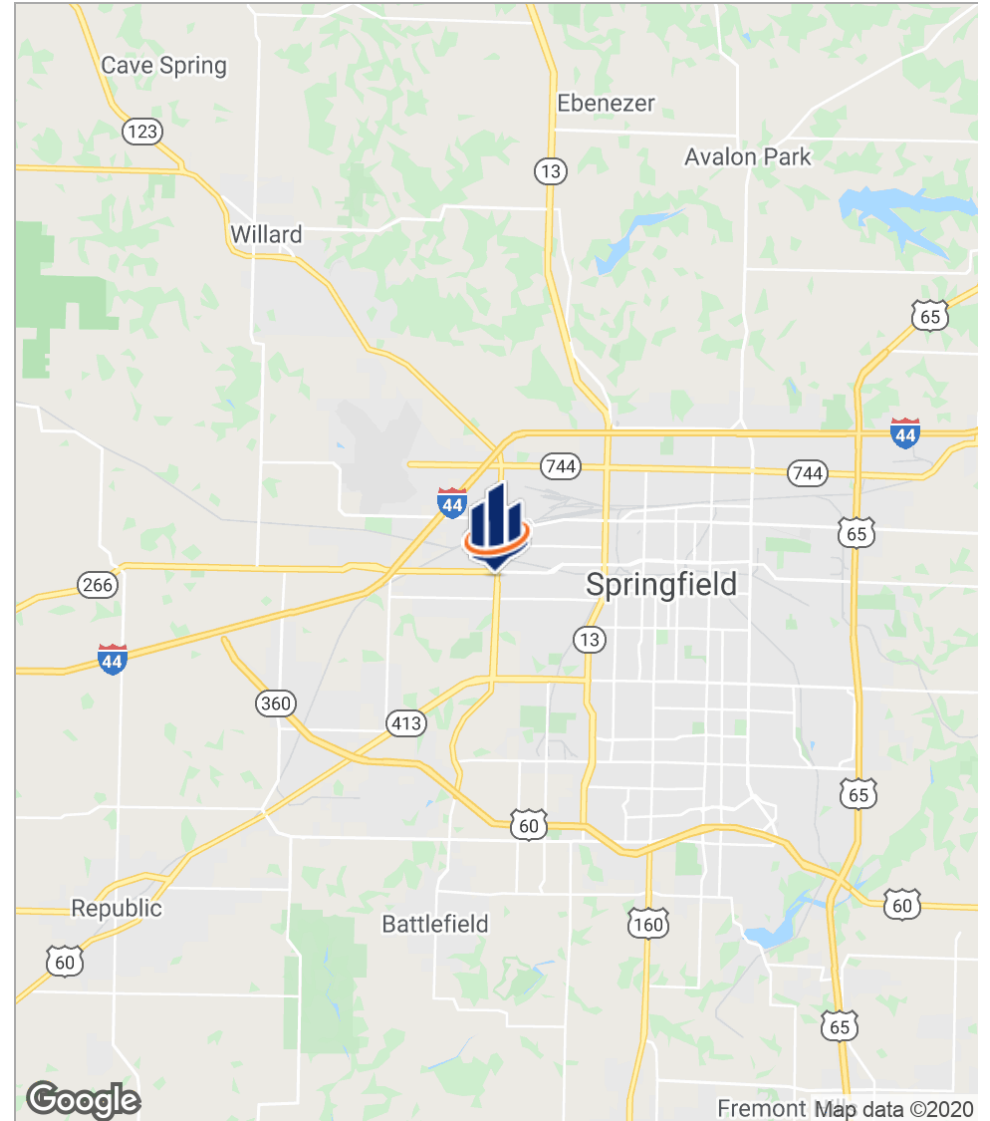 Cave Spring
Ebenezer
123
Avalon Park
13
Willard
65
44
744
744
44
65
266
Springfield
13
44
360
413
65
60
60
Republic
Battlefield
160
60
65
Google
Fremont Hills
Map data ©2020